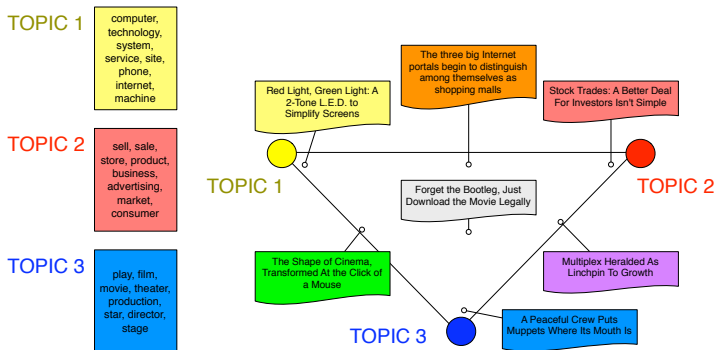 TOPIC 1
computer,
technology,
system,
service, site,
phone,
internet,
machine
TOPIC 2
sell, sale,
store, product,
business,
advertising,
market,
consumer
TOPIC 3
play, film,
movie, theater,
production,
star, director,
stage
Red Light, Green Light: A
2-Tone L.E.D. to
Simplify Screens
The three big Internet
portals begin to distinguish
among themselves as
shopping malls
Stock Trades: A Better Deal
For Investors Isn't Simple
TOPIC 1
TOPIC 2
Forget the Bootleg, Just
Download the Movie Legally
The Shape of Cinema,
Transformed At the Click of
a Mouse
Multiplex Heralded As
Linchpin To Growth
TOPIC 3
A Peaceful Crew Puts
Muppets Where Its Mouth Is